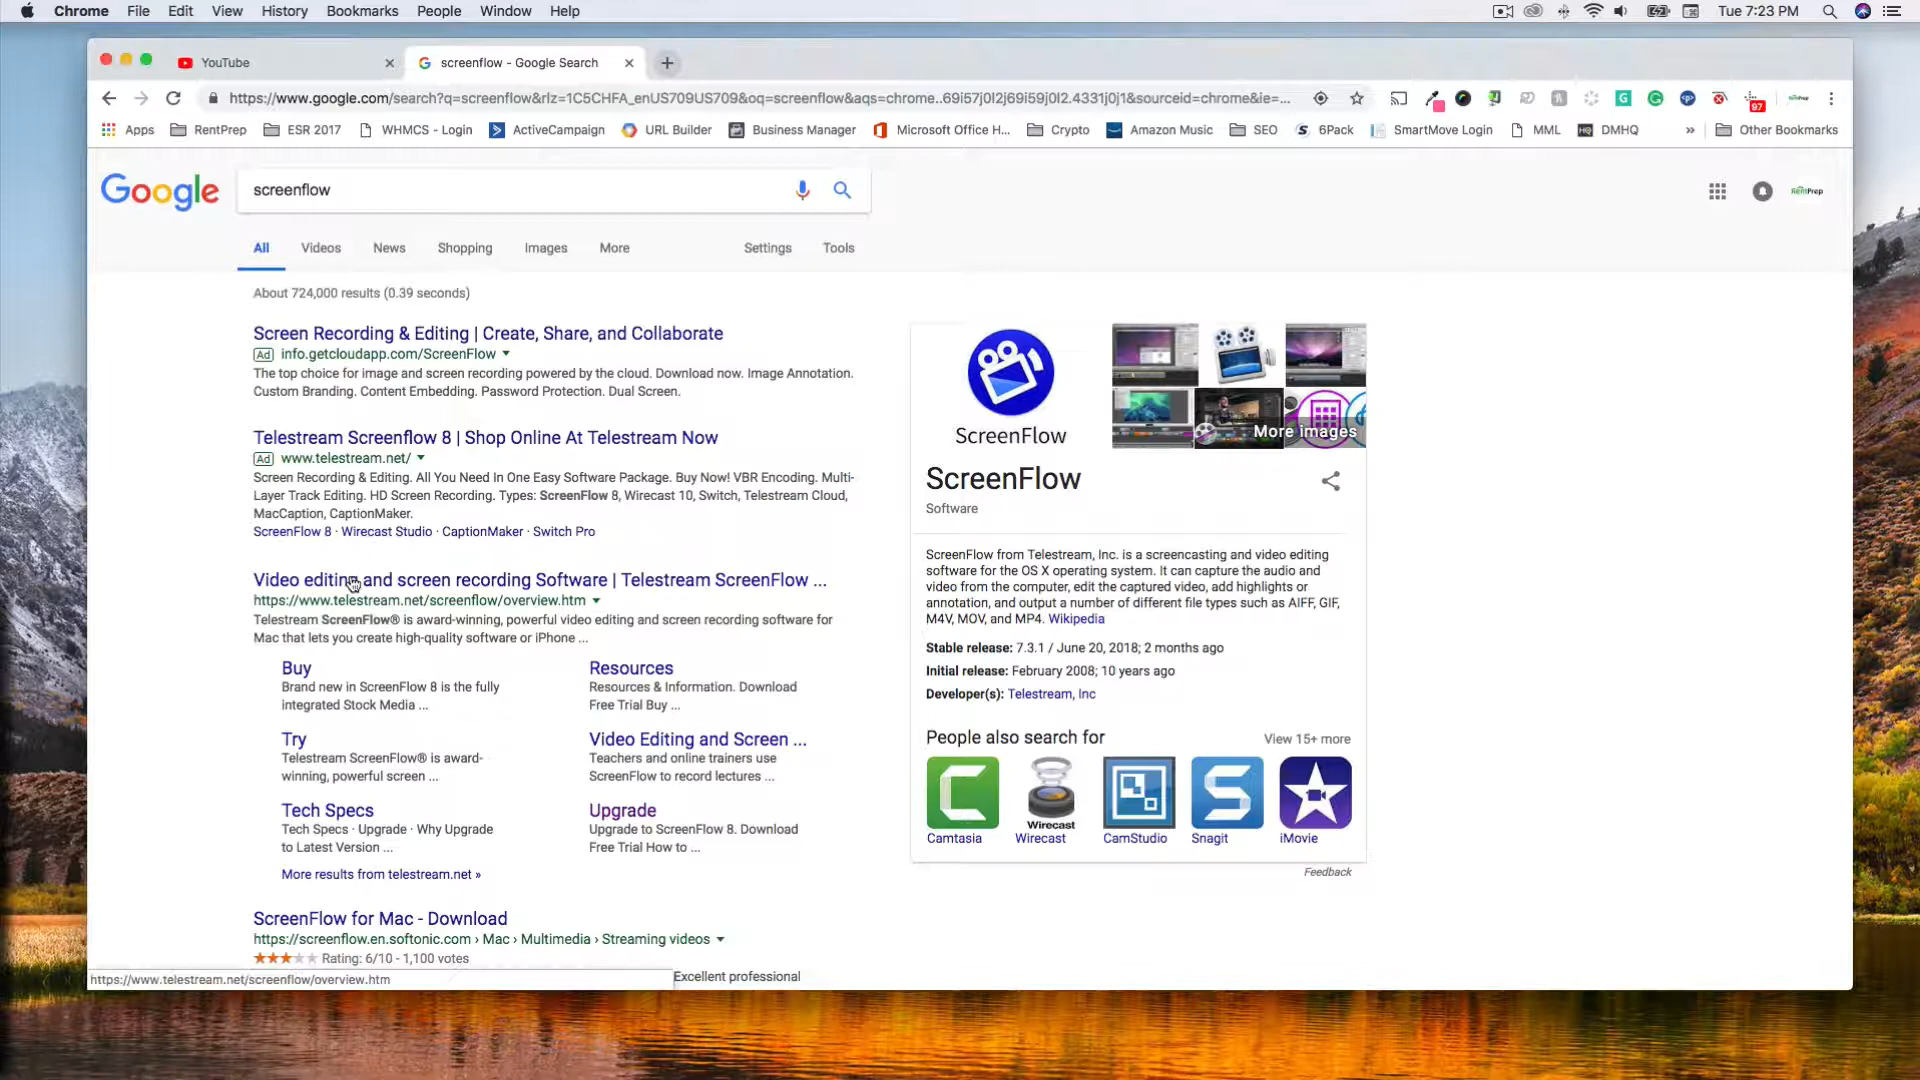 Chrome File Edit View History Bookmarks People Window Help Tue 7:23 PM
YouTube screenflow - Google Search
https://www.google.com/search?q=screenflow&rlz=1C5CHFA_enUS709US709&oq=screenflow&aqs=chrome..69i57j0l2j69i59j0l2.4331j0j1&sourceid=chrome&ie=... 97
Apps RentPrep ESR 2017 WHMCS - Login ActiveCampaign URL Builder Business Manager Microsoft Office H... Crypto Amazon Music SEO 6Pack SmartMove Login MML DMHQ » Other Bookmarks
Google screenflow RentPrep
All Videos News Shopping Images More Settings Tools
About 724,000 results (0.39 seconds)
Screen Recording & Editing | Create, Share, and Collaborate
Ad info.getcloudapp.com/ScreenFlow
The top choice for image and screen recording powered by the cloud. Download now. Image Annotation.
Custom Branding. Content Embedding. Password Protection. Dual Screen.
Telestream Screenflow 8 | Shop Online At Telestream Now
Ad www.telestream.net/
Screen Recording & Editing. All You Need In One Easy Software Package. Buy Now! VBR Encoding. Multi-
Layer Track Editing. HD Screen Recording. Types: ScreenFlow 8, Wirecast 10, Switch, Telestream Cloud,
MacCaption, CaptionMaker.
ScreenFlow 8 · Wirecast Studio · CaptionMaker · Switch Pro
Video editing and screen recording Software | Telestream ScreenFlow ...
https://www.telestream.net/screenflow/overview.htm
Telestream ScreenFlow® is award-winning, powerful video editing and screen recording software for
Mac that lets you create high-quality software or iPhone ...
Buy
Brand new in ScreenFlow 8 is the fully
integrated Stock Media ...
Resources
Resources & Information. Download
Free Trial Buy ...
Try
Telestream ScreenFlow® is award-
winning, powerful screen ...
Video Editing and Screen ...
Teachers and online trainers use
ScreenFlow to record lectures ...
Tech Specs
Tech Specs · Upgrade · Why Upgrade
to Latest Version ...
Upgrade
Upgrade to ScreenFlow 8. Download
Free Trial How to ...
More results from telestream.net »
ScreenFlow for Mac - Download
https://screenflow.en.softonic.com › Mac › Multimedia › Streaming videos
Rating: 6/10 - 1,100 votes
Excellent professional
https://www.telestream.net/screenflow/overview.htm
ScreenFlow
More images
ScreenFlow
Software
ScreenFlow from Telestream, Inc. is a screencasting and video editing
software for the OS X operating system. It can capture the audio and
video from the computer, edit the captured video, add highlights or
annotation, and output a number of different file types such as AIFF, GIF,
M4V, MOV, and MP4. Wikipedia
Stable release: 7.3.1 / June 20, 2018; 2 months ago
Initial release: February 2008; 10 years ago
Developer(s): Telestream, Inc
People also search for View 15+ more
Wirecast
Camtasia Wirecast CamStudio Snagit iMovie
Feedback